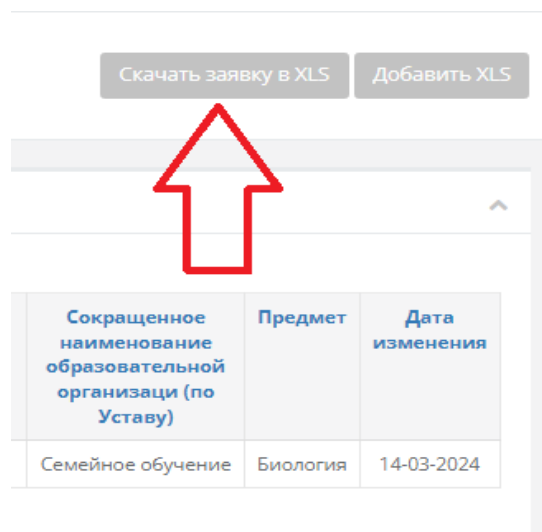 Скачать заявку в XLS
Добавить XLS
Сокращенное
наименование
образовательной
организаци (по
Уставу)
Предмет
Дата
изменения
Семейное обучение
Биология
14-03-2024